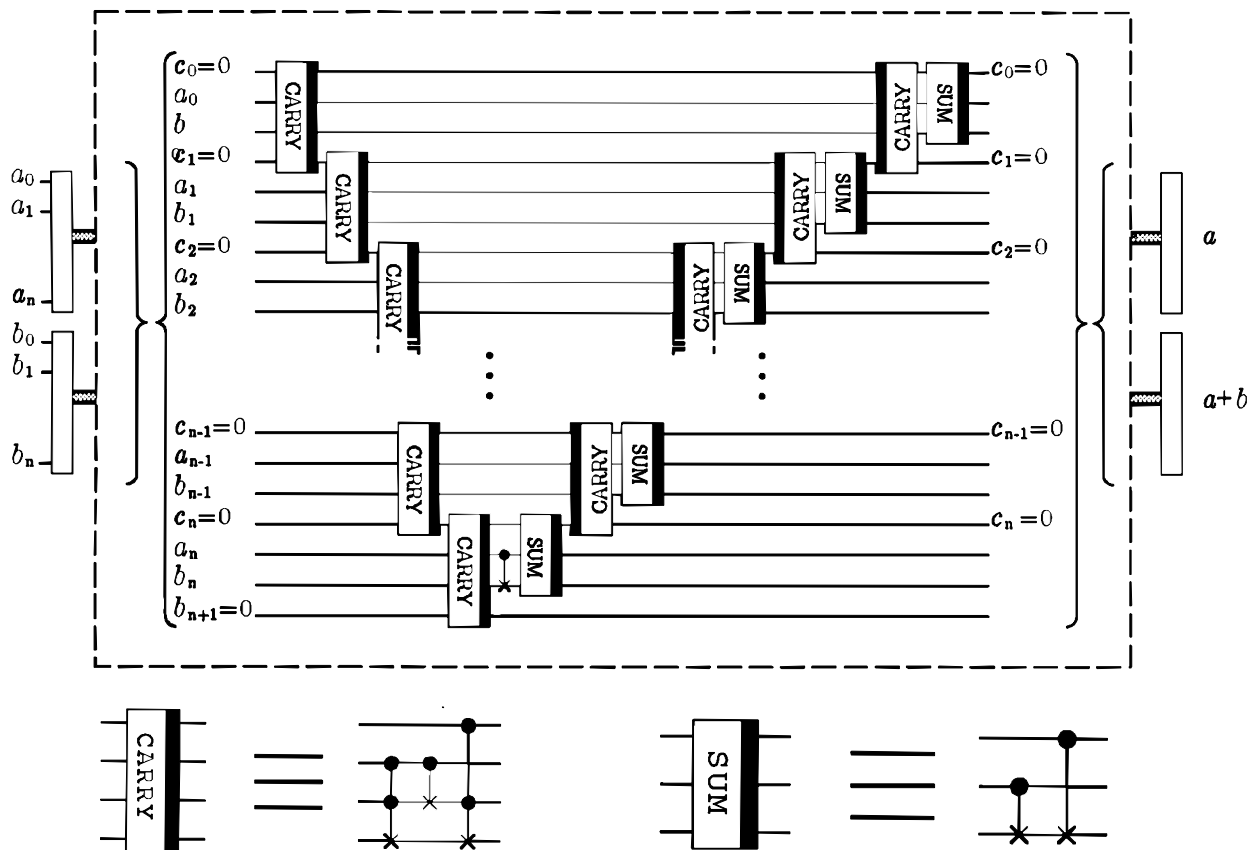 c₀=0
a₀
b
c₁=0
a₁
b₁
c₂=0
a₂
b₂
cₙ₋₁=0
aₙ₋₁
bₙ₋₁
cₙ=0
aₙ
bₙ
bₙ₊₁=0
CARRY
CARRY
CARRY
CARRY
CARRY
SUM
CARRY
SUM
CARRY
SUM
CARRY
SUM
CARRY
SUM
c₀=0
c₁=0
c₂=0
cₙ₋₁=0
cₙ=0
a₀
a₁
aₙ
b₀
b₁
bₙ
a
a+b
CARRY
SUM